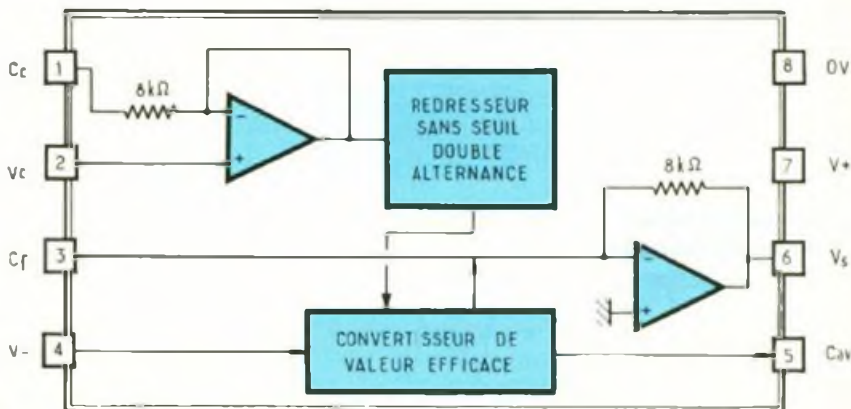 Cc 1
8kΩ
-
+
REDRESSEUR
SANS SEUIL
DOUBLE
ALTERNANCE
8 0V
Vc 2
7 V+
8kΩ
Cf 3
-
+
6 Vs
V- 4
CONVERTISSEUR DE
VALEUR EFFICACE
5 Cav